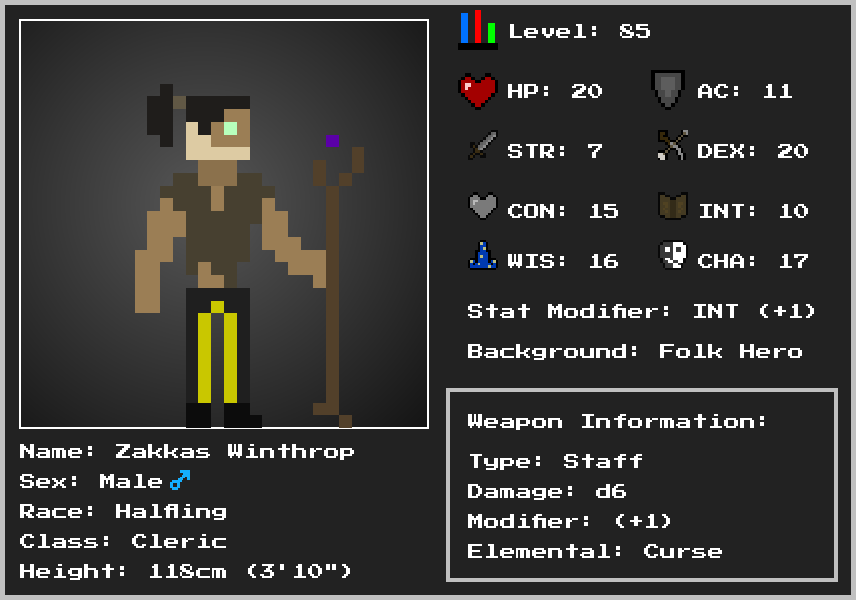 Level: 85
HP: 20
AC: 11
STR: 7
DEX: 20
CON: 15
INT: 10
WIS: 16
CHA: 17
Stat Modifier: INT (+1)
Background: Folk Hero
Weapon Information:
Type: Staff
Damage: d6
Modifier: (+1)
Elemental: Curse
Name: Zakkas Winthrop
Sex: Male♂
Race: Halfling
Class: Cleric
Height: 118cm (3'10")